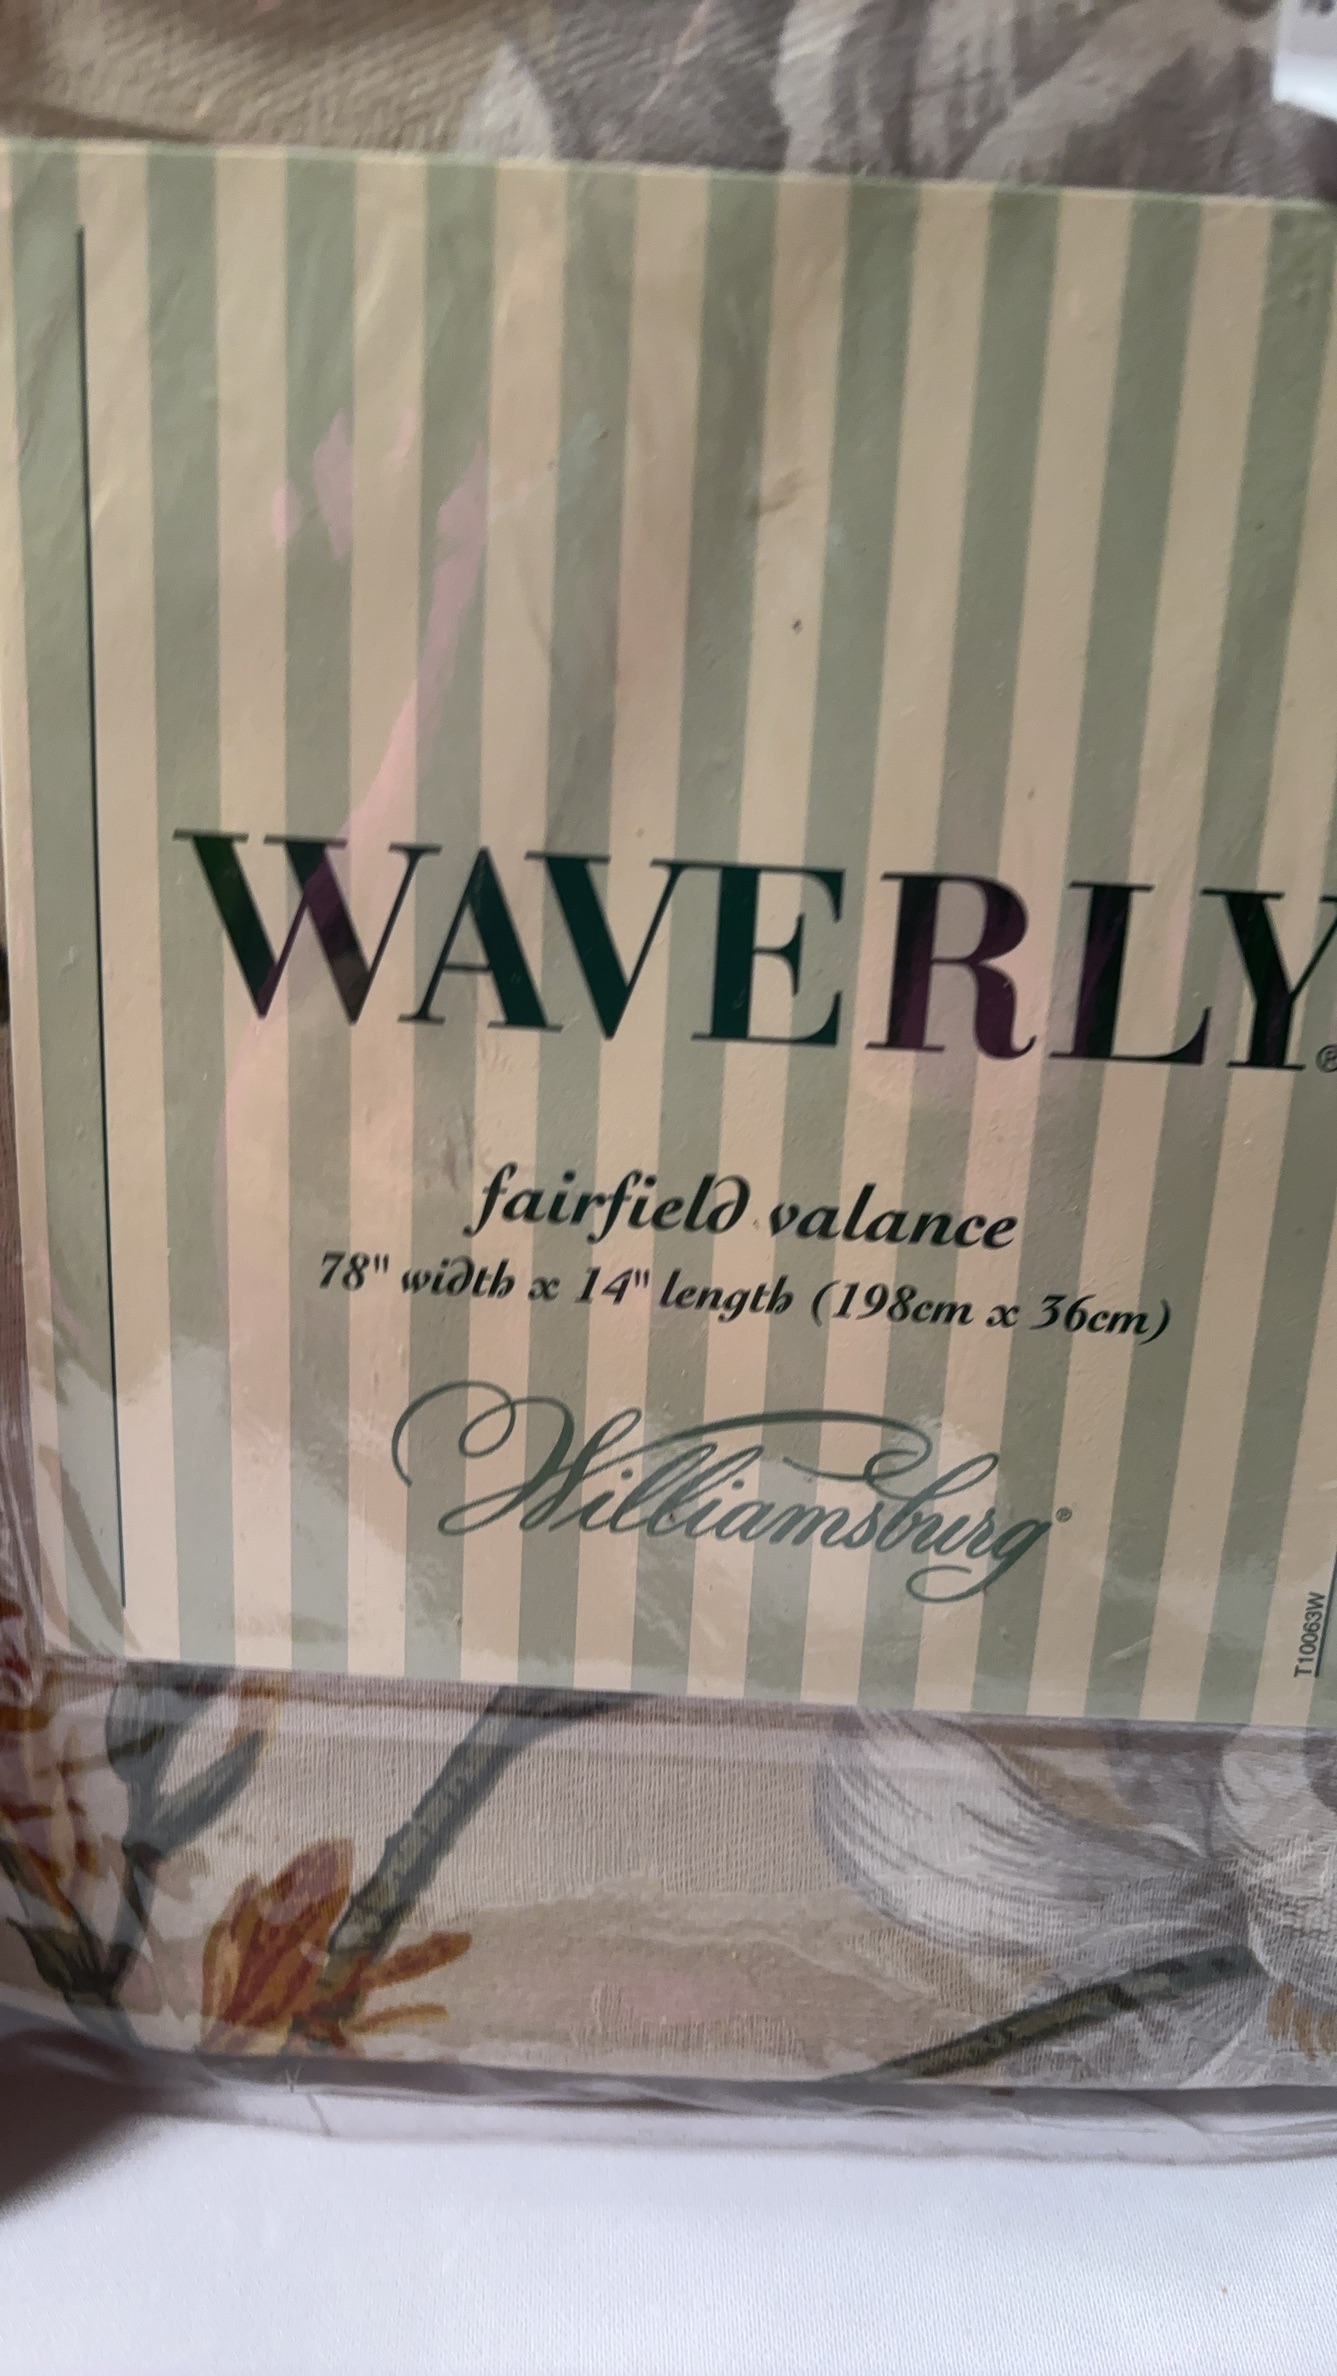 WAVERLY®
fairfield valance
78" width x 14" length (198cm x 36cm)
Williamsburg®
T10063W